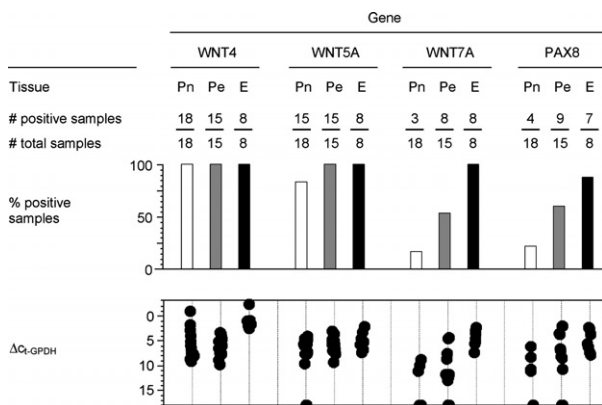 Gene
WNT4 WNT5A WNT7A PAX8
Tissue Pn Pe E Pn Pe E Pn Pe E Pn Pe E
# positive samples 18 15 8 15 15 8 3 8 8 4 9 7
# total samples 18 15 8 18 15 8 18 15 8 18 15 8
100
% positive
samples
50
0
0
5
ΔCt-GPDH
10
15